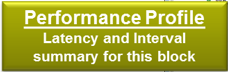 Performance Profile
Latency and Interval
summary for this block